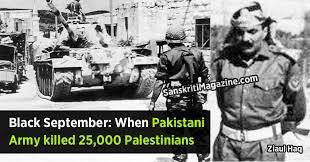 SanskritiMagazine.com
Ziaul Haq
Black September: When Pakistani
Army killed 25,000 Palestinians